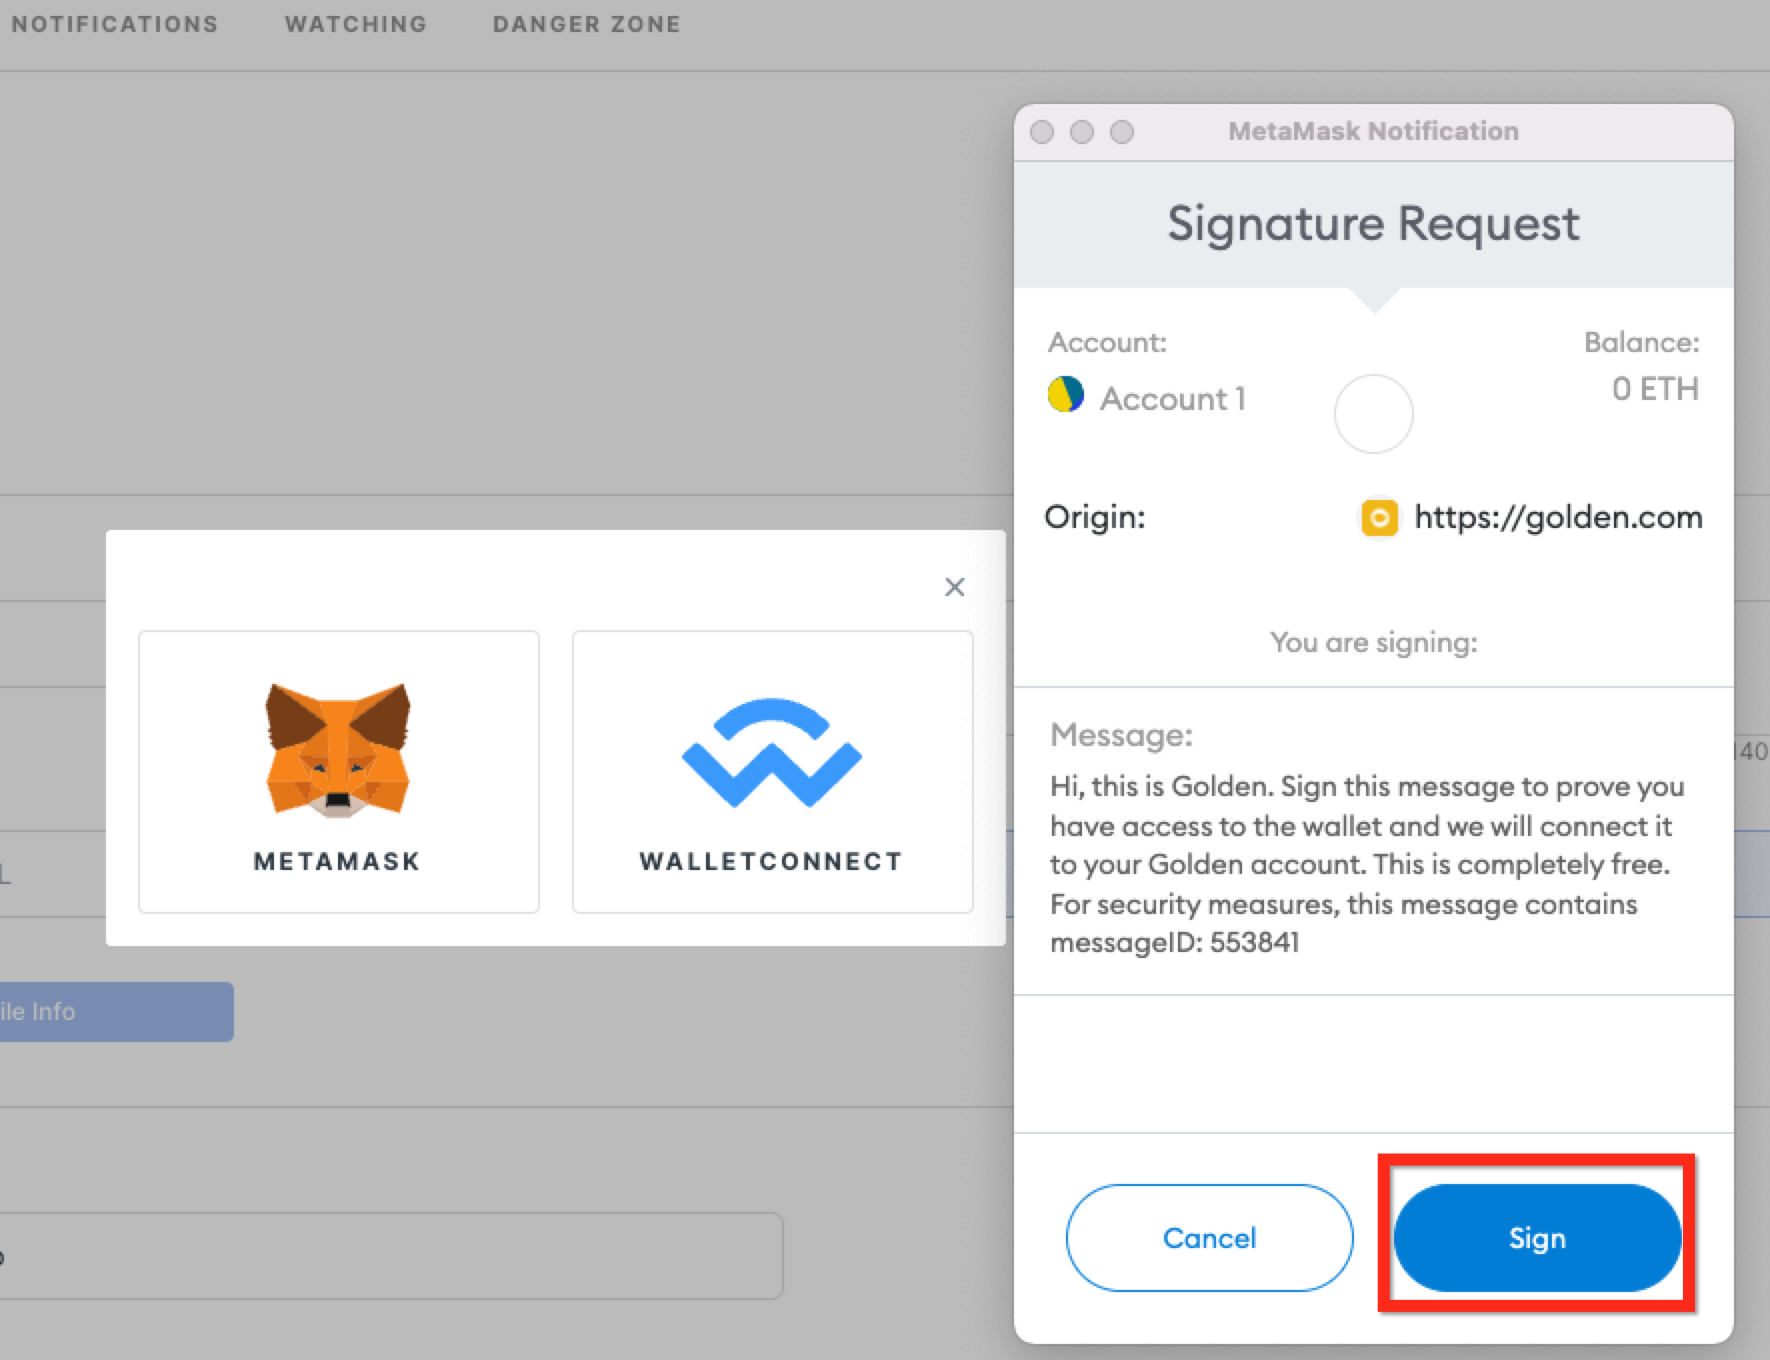 NOTIFICATIONS WATCHING DANGER ZONE
MetaMask Notification
Signature Request
Account: Balance:
Account 1 0 ETH
Origin: https://golden.com
You are signing:
Message:
Hi, this is Golden. Sign this message to prove you
have access to the wallet and we will connect it
to your Golden account. This is completely free.
For security measures, this message contains
messageID: 553841
Cancel Sign
METAMASK WALLETCONNECT
140
L
ile Info